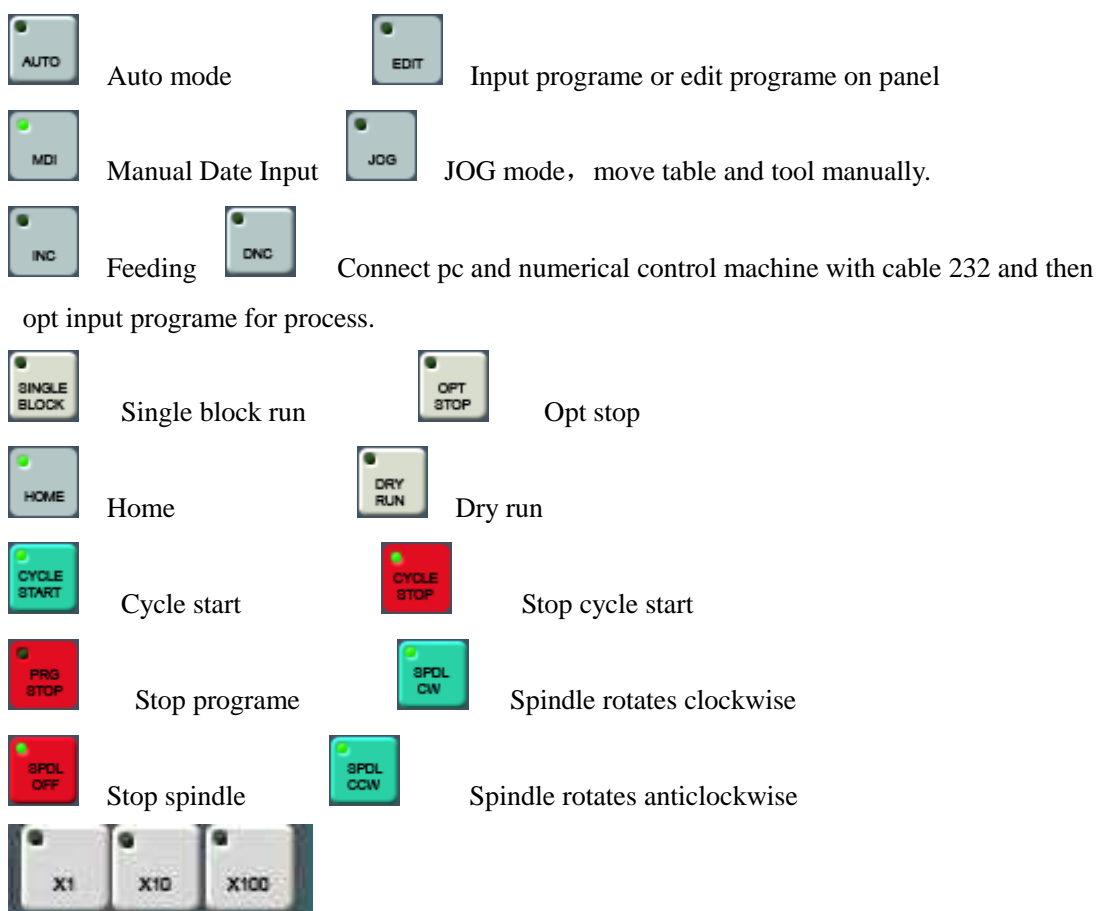 AUTO Auto mode EDIT Input programe or edit programe on panel
MDI Manual Date Input JOG JOG mode，move table and tool manually.
INC Feeding DNC Connect pc and numerical control machine with cable 232 and then
opt input programe for process.
SINGLE BLOCK Single block run OPT STOP Opt stop
HOME Home DRY RUN Dry run
CYCLE START Cycle start CYCLE STOP Stop cycle start
PRG STOP Stop programe SPDL CW Spindle rotates clockwise
SPDL OFF Stop spindle SPDL CCW Spindle rotates anticlockwise
X1 X10 X100